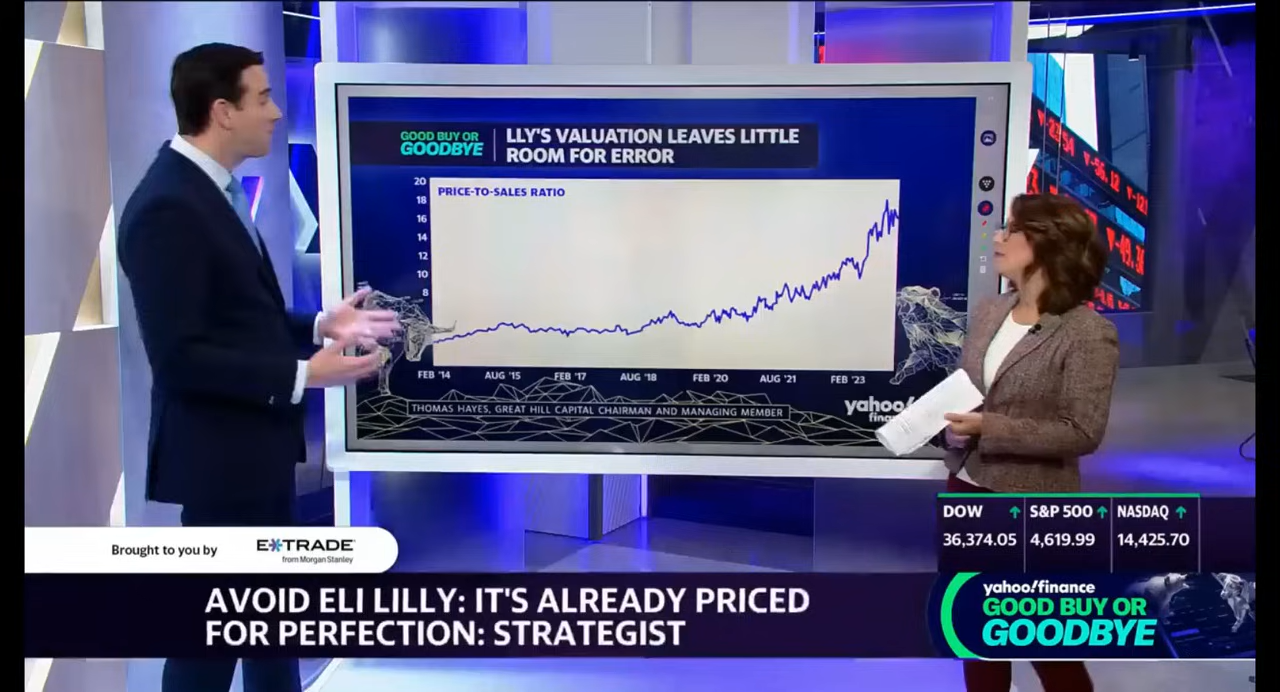 GOOD BUY OR
GOODBYE
LLY'S VALUATION LEAVES LITTLE
ROOM FOR ERROR
PRICE-TO-SALES RATIO
20
18
16
14
12
10
8
FEB '14 AUG '15 FEB '17 AUG '18 FEB '20 AUG '21 FEB '23
THOMAS HAYES, GREAT HILL CAPITAL CHAIRMAN AND MANAGING MEMBER
yahoo!
DOW S&P 500 NASDAQ
36,374.05 4,619.99 14,425.70
Brought to you by
E*TRADE
from Morgan Stanley
AVOID ELI LILLY: IT'S ALREADY PRICED
FOR PERFECTION: STRATEGIST
yahoo!finance
GOOD BUY OR
GOODBYE